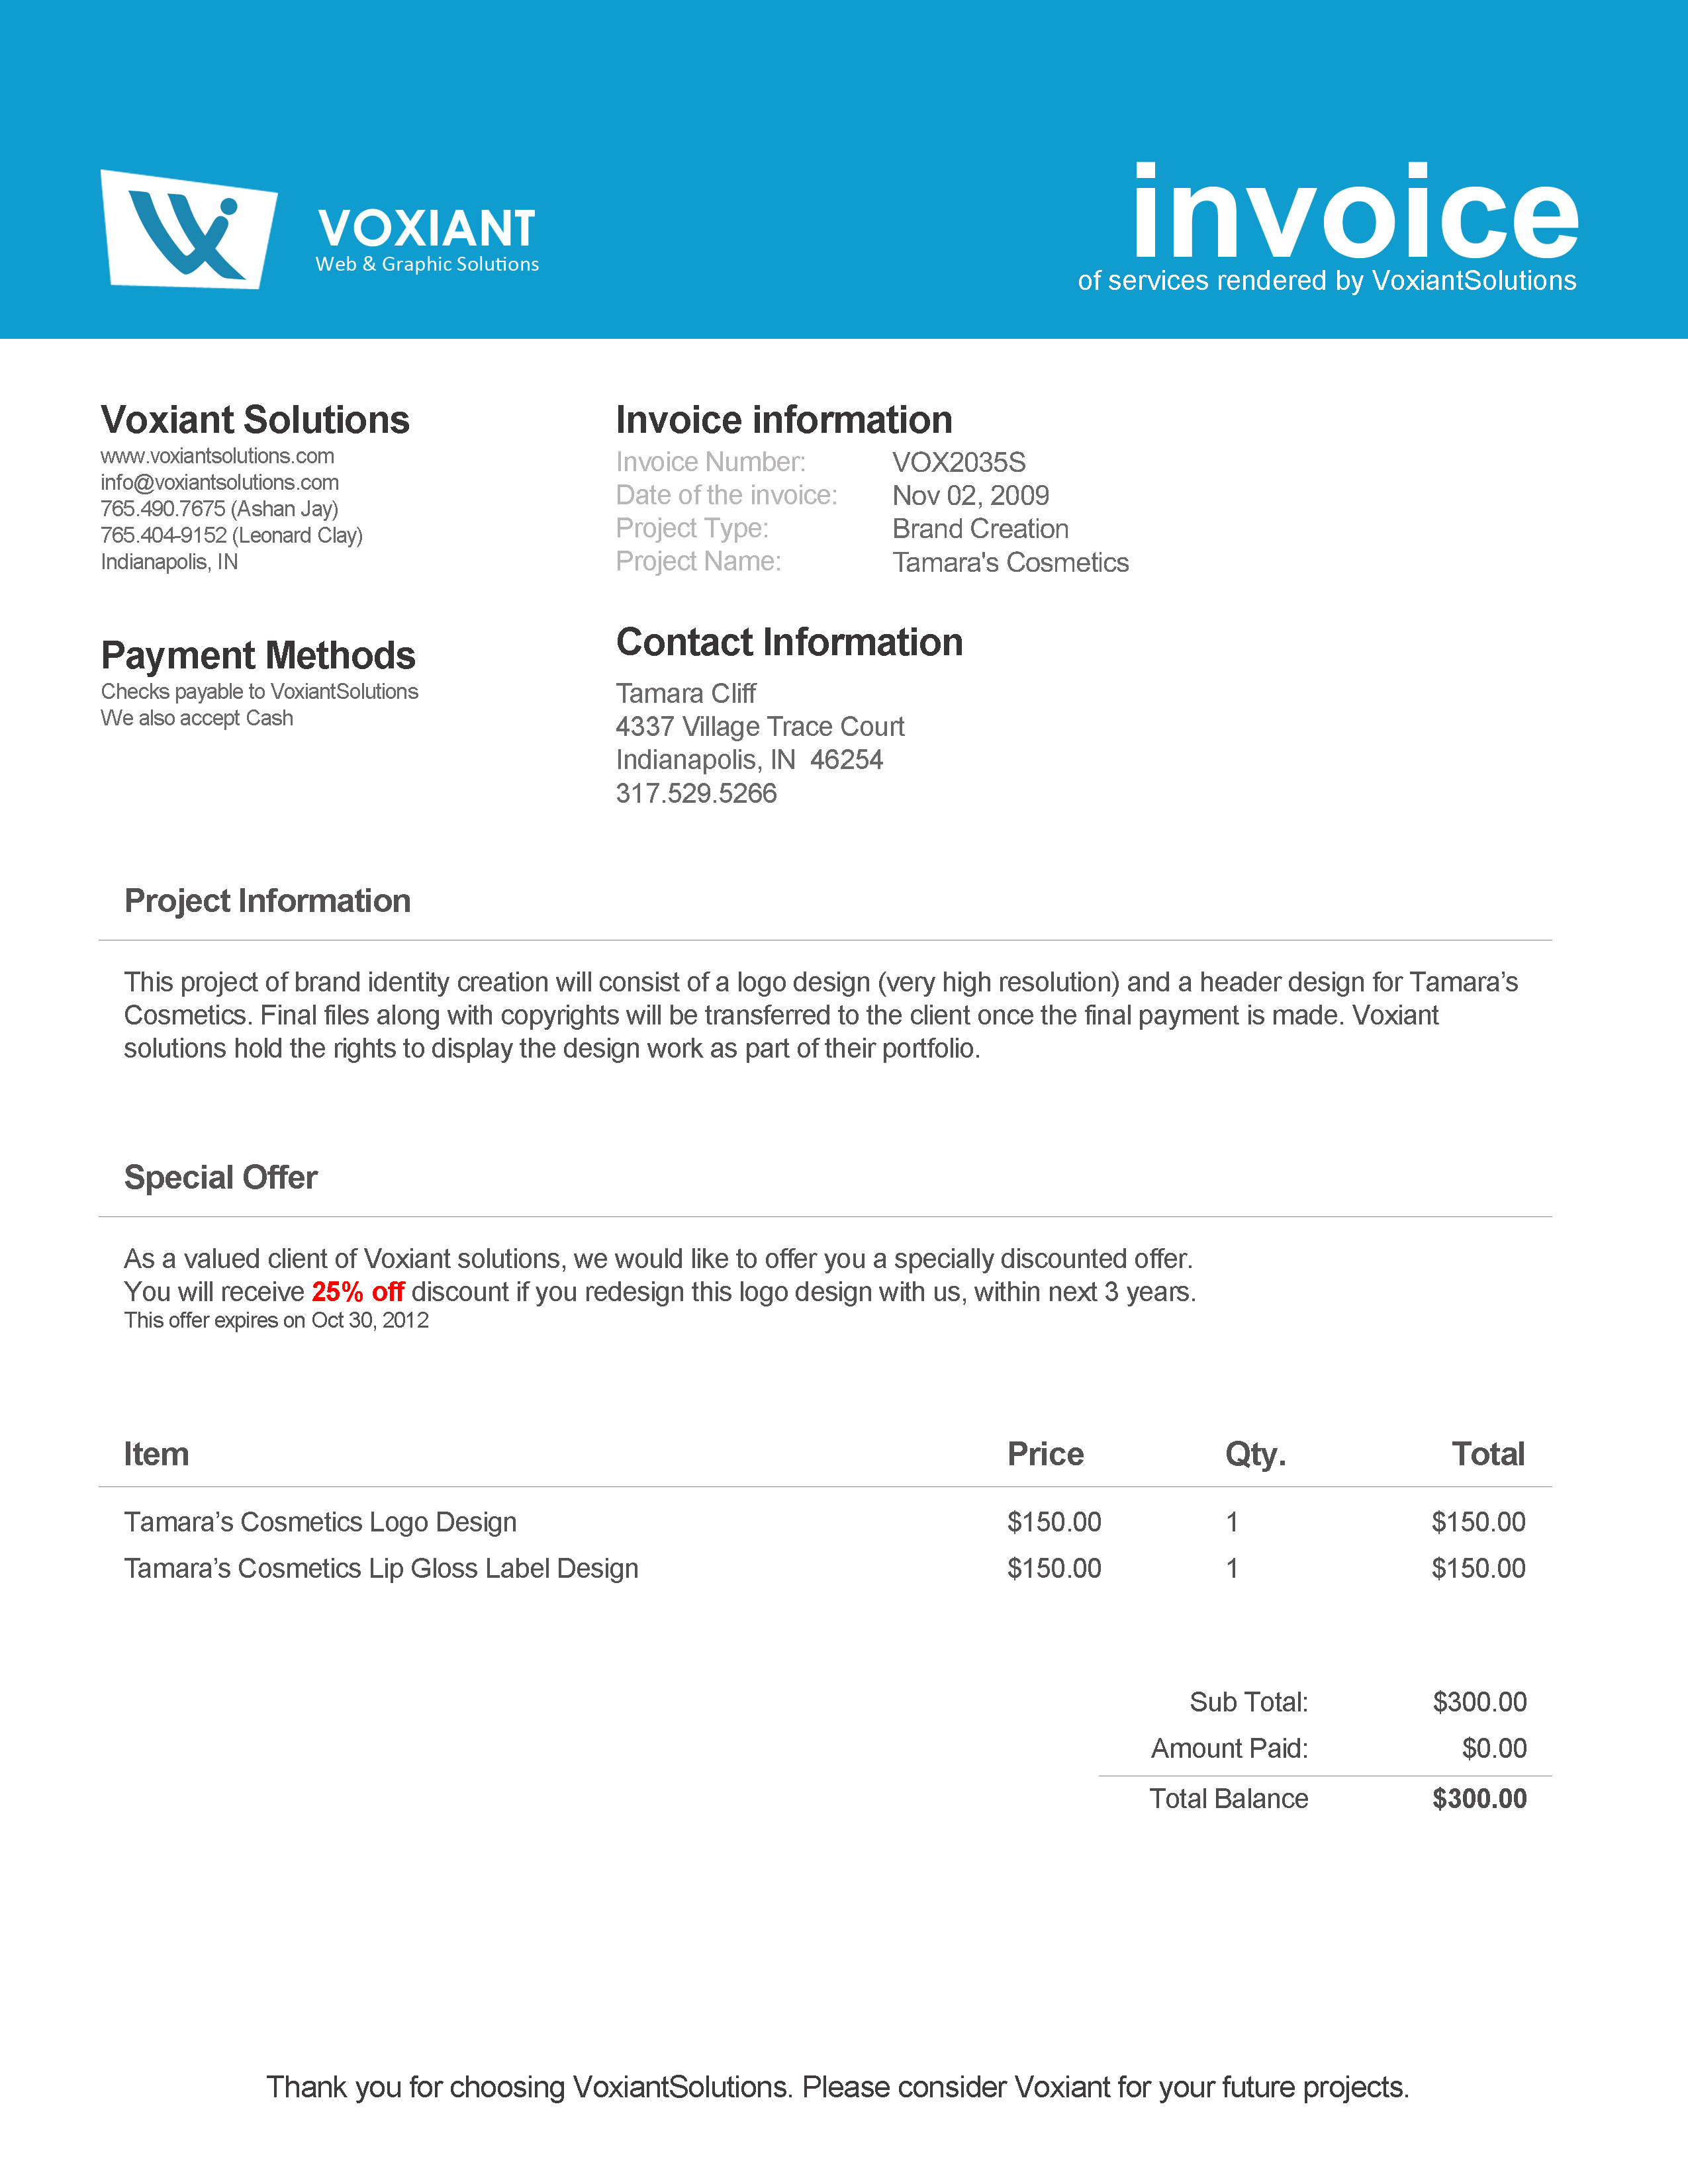 VOXIANT
Web & Graphic Solutions
invoice
of services rendered by VoxiantSolutions
Voxiant Solutions
www.voxiantsolutions.com
info@voxiantsolutions.com
765.490.7675 (Ashan Jay)
765.404-9152 (Leonard Clay)
Indianapolis, IN
Invoice information
Invoice Number: VOX2035S
Date of the invoice: Nov 02, 2009
Project Type: Brand Creation
Project Name: Tamara's Cosmetics
Payment Methods
Checks payable to VoxiantSolutions
We also accept Cash
Contact Information
Tamara Cliff
4337 Village Trace Court
Indianapolis, IN  46254
317.529.5266
Project Information
This project of brand identity creation will consist of a logo design (very high resolution) and a header design for Tamara’s
Cosmetics. Final files along with copyrights will be transferred to the client once the final payment is made. Voxiant
solutions hold the rights to display the design work as part of their portfolio.
Special Offer
As a valued client of Voxiant solutions, we would like to offer you a specially discounted offer.
You will receive 25% off discount if you redesign this logo design with us, within next 3 years.
This offer expires on Oct 30, 2012
Item Price Qty. Total
Tamara’s Cosmetics Logo Design $150.00 1 $150.00
Tamara’s Cosmetics Lip Gloss Label Design $150.00 1 $150.00
Sub Total: $300.00
Amount Paid: $0.00
Total Balance $300.00
Thank you for choosing VoxiantSolutions. Please consider Voxiant for your future projects.